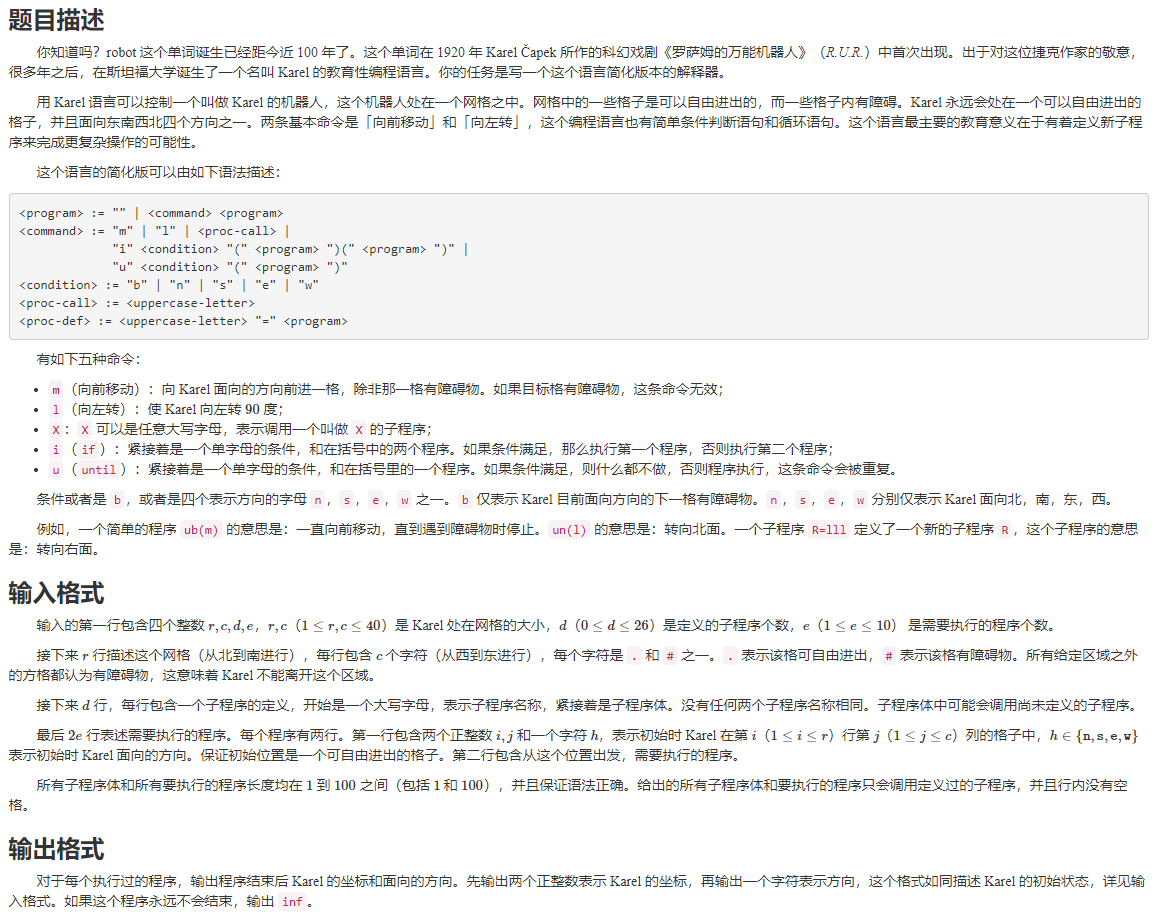 题目描述
你知道吗？robot 这个单词诞生已经距今近 100 年了。这个单词在 1920 年 Karel Čapek 所作的科幻戏剧《罗萨姆的万能机器人》（R.U.R.）中首次出现。出于对这位捷克作家的敬意，
很多年之后，在斯坦福大学诞生了一个名叫 Karel 的教育性编程语言。你的任务是写一个这个语言简化版本的解释器。
用 Karel 语言可以控制一个叫做 Karel 的机器人，这个机器人处在一个网格之中。网格中的一些格子是可以自由进出的，而一些格子内有障碍。Karel 永远会处在一个可以自由进出的
格子，并且面向东南西北四个方向之一。两条基本命令是「向前移动」和「向左转」，这个编程语言也有简单条件判断语句和循环语句。这个语言最主要的教育意义在于有着定义新子程
序来完成更复杂操作的可能性。
这个语言的简化版可以由如下语法描述：
<program> := "" | <command> <program>
<command> := "m" | "l" | <proc-call> |
"i" <condition> "(" <program> ")(" <program> ")" |
"u" <condition> "(" <program> ")"
<condition> := "b" | "n" | "s" | "e" | "w"
<proc-call> := <uppercase-letter>
<proc-def> := <uppercase-letter> "=" <program>
有如下五种命令：
• m（向前移动）：向 Karel 面向的方向前进一格，除非那一格有障碍物。如果目标格有障碍物，这条命令无效；
• l（向左转）：使 Karel 向左转 90 度；
• X：X 可以是任意大写字母，表示调用一个叫做 X 的子程序；
• i（if）：紧接着是一个单字母的条件，和在括号中的两个程序。如果条件满足，那么执行第一个程序，否则执行第二个程序；
• u（until）：紧接着是一个单字母的条件，和在括号里的一个程序。如果条件满足，则什么都不做，否则程序执行，这条命令会被重复。
条件或者是 b，或者是四个表示方向的字母 n，s，e，w 之一。b 仅表示 Karel 目前面向方向的下一格有障碍物。n，s，e，w 分别仅表示 Karel 面向北，南，东，西。
例如，一个简单的程序 ub(m) 的意思是：一直向前移动，直到遇到障碍物时停止。un(l) 的意思是：转向北面。一个子程序 R=lll 定义了一个新的子程序 R，这个子程序的意思
是：转向右面。
输入格式
输入的第一行包含四个整数 r,c,d,e，r,c（1 ≤ r,c ≤ 40）是 Karel 处在网格的大小，d（0 ≤ d ≤ 26）是定义的子程序个数，e（1 ≤ e ≤ 10） 是需要执行的程序个数。
接下来 r 行描述这个网格（从北到南进行），每行包含 c 个字符（从西到东进行），每个字符是 . 和 # 之一。. 表示该格可自由进出，# 表示该格有障碍物。所有给定区域之外
的方格都认为有障碍物，这意味着 Karel 不能离开这个区域。
接下来 d 行，每行包含一个子程序的定义，开始是一个大写字母，表示子程序名称，紧接着是子程序体。没有任何两个子程序名称相同。子程序体中可能会调用尚未定义的子程序。
最后 2e 行表述需要执行的程序。每个程序有两行。第一行包含两个正整数 i,j 和一个字符 h，表示初始时 Karel 在第 i（1 ≤ i ≤ r）行第 j（1 ≤ j ≤ c）列的格子中，h ∈ {n,s,e,w}
表示初始时 Karel 面向的方向。保证初始位置是一个可自由进出的格子。第二行包含从这个位置出发，需要执行的程序。
所有子程序体和所有要执行的程序长度均在 1 到 100 之间（包括 1 和 100），并且保证语法正确。给出的所有子程序体和要执行的程序只会调用定义过的子程序，并且行内没有空
格。
输出格式
对于每个执行过的程序，输出程序结束后 Karel 的坐标和面向的方向。先输出两个正整数表示 Karel 的坐标，再输出一个字符表示方向，这个格式如同描述 Karel 的初始状态，详见输
入格式。如果这个程序永远不会结束，输出 inf。